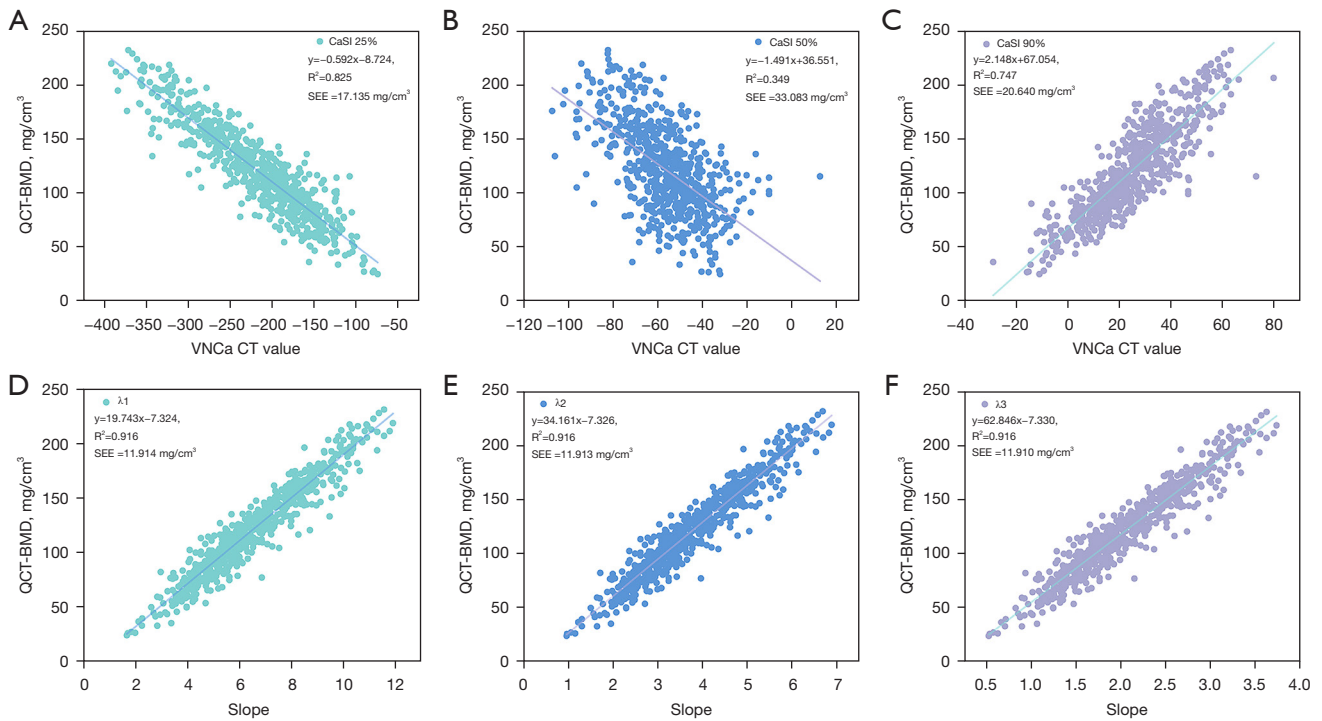 A
250
200
150
100
50
0
QCT-BMD, mg/cm³
CaSI 25%
y=−0.592x−8.724,
R²=0.825
SEE =17.135 mg/cm³
−400 −350 −300 −250 −200 −150 −100 −50
VNCa CT value
B
250
200
150
100
50
0
QCT-BMD, mg/cm³
CaSI 50%
y=−1.491x+36.551,
R²=0.349
SEE =33.083 mg/cm³
−120 −100 −80 −60 −40 −20 0 20
VNCa CT value
C
250
200
150
100
50
0
QCT-BMD, mg/cm³
CaSI 90%
y=2.148x+67.054,
R²=0.747
SEE =20.640 mg/cm³
−40 −20 0 20 40 60 80
VNCa CT value
D
250
200
150
100
50
0
QCT-BMD, mg/cm³
λ1
y=19.743x−7.324,
R²=0.916
SEE =11.914 mg/cm³
0 2 4 6 8 10 12
Slope
E
250
200
150
100
50
0
QCT-BMD, mg/cm³
λ2
y=34.161x−7.326,
R²=0.916
SEE =11.913 mg/cm³
0 1 2 3 4 5 6 7
Slope
F
250
200
150
100
50
0
QCT-BMD, mg/cm³
λ3
y=62.846x−7.330,
R²=0.916
SEE =11.910 mg/cm³
0.5 1.0 1.5 2.0 2.5 3.0 3.5 4.0
Slope